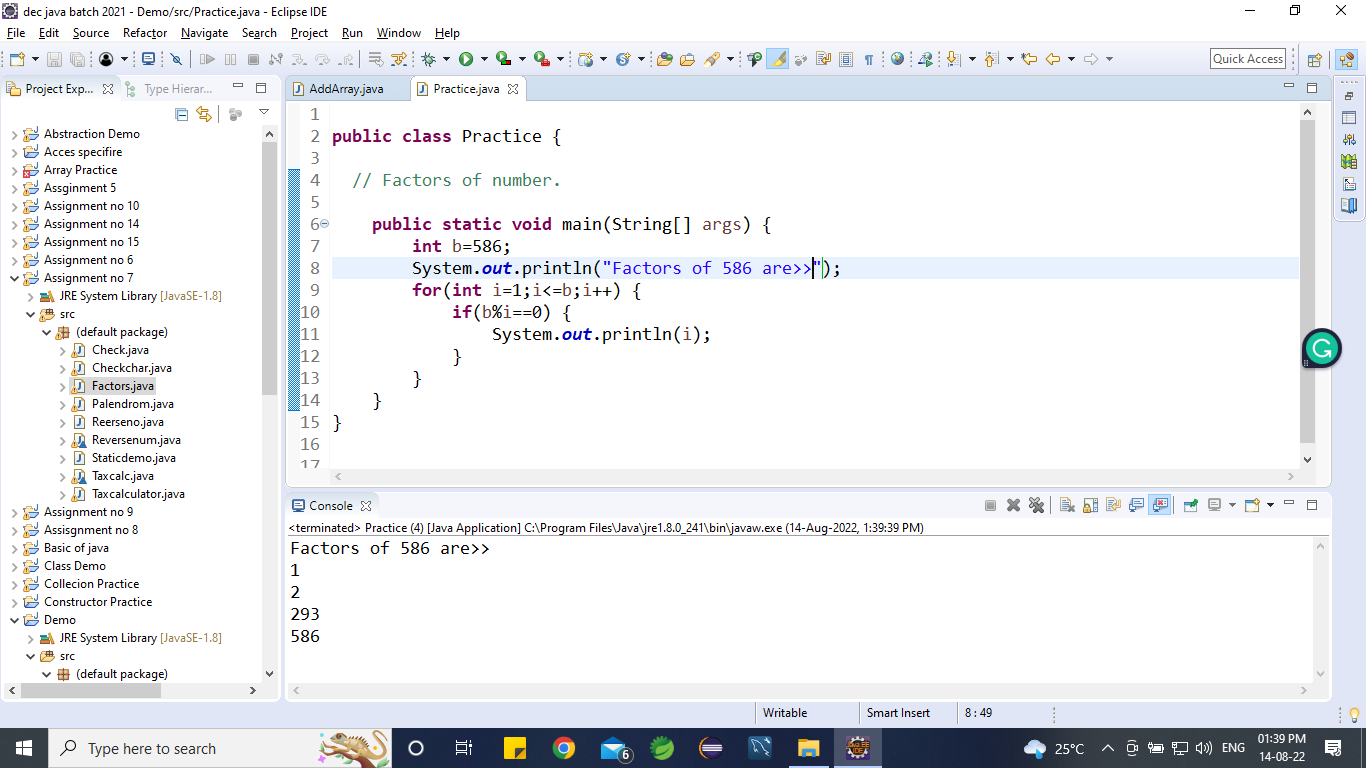 dec java batch 2021 - Demo/src/Practice.java - Eclipse IDE
File Edit Source Refactor Navigate Search Project Run Window Help
Quick Access
Project Exp... Type Hierar...
Abstraction Demo
Acces specifire
Array Practice
Assginment 5
Assignment no 10
Assignment no 14
Assignment no 15
Assignment no 6
Assignment no 7
JRE System Library [JavaSE-1.8]
src
(default package)
Check.java
Checkchar.java
Factors.java
Palendrom.java
Reerseno.java
Reversenum.java
Staticdemo.java
Taxcalc.java
Taxcalculator.java
Assignment no 9
Assisgnment no 8
Basic of java
Class Demo
Collecion Practice
Constructor Practice
Demo
JRE System Library [JavaSE-1.8]
src
(default package)
AddArray.java Practice.java
1
2 public class Practice {
3
4 // Factors of number.
5
6 public static void main(String[] args) {
7 int b=586;
8 System.out.println("Factors of 586 are>>");
9 for(int i=1;i<=b;i++) {
10 if(b%i==0) {
11 System.out.println(i);
12 }
13 }
14 }
15 }
16
17
Console
<terminated> Practice (4) [Java Application] C:\Program Files\Java\jre1.8.0_241\bin\javaw.exe (14-Aug-2022, 1:39:39 PM)
Factors of 586 are>>
1
2
293
586
Writable Smart Insert 8 : 49
Type here to search
6
25°C ENG 01:39 PM
14-08-22